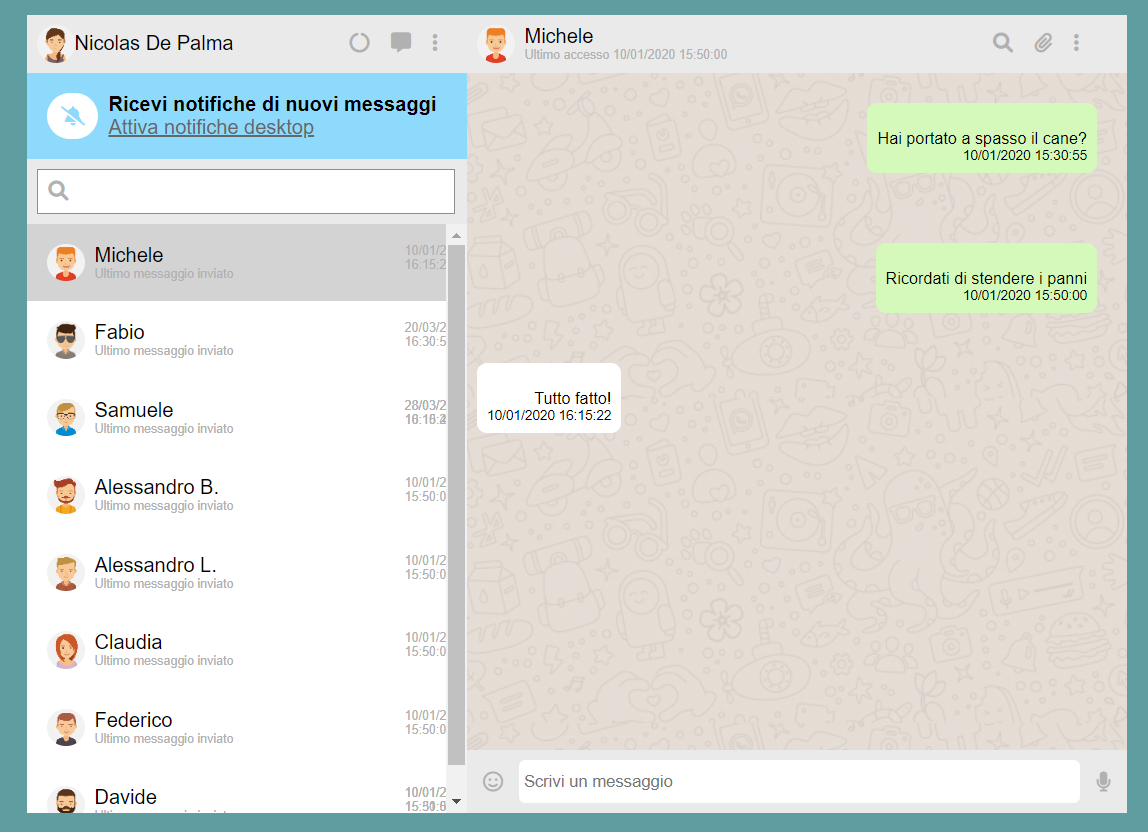 Nicolas De Palma
Ricevi notifiche di nuovi messaggi
Attiva notifiche desktop
Michele
Ultimo messaggio inviato
10/01/2
16:15:2
Fabio
Ultimo messaggio inviato
20/03/2
16:30:5
Samuele
Ultimo messaggio inviato
28/03/2
Alessandro B.
Ultimo messaggio inviato
10/01/2
15:50:0
Alessandro L.
Ultimo messaggio inviato
10/01/2
15:50:0
Claudia
Ultimo messaggio inviato
10/01/2
15:50:0
Federico
Ultimo messaggio inviato
10/01/2
15:50:0
Davide
10/01/2
Michele
Ultimo accesso 10/01/2020 15:50:00
Hai portato a spasso il cane?
10/01/2020 15:30:55
Ricordati di stendere i panni
10/01/2020 15:50:00
Tutto fatto!
10/01/2020 16:15:22
Scrivi un messaggio